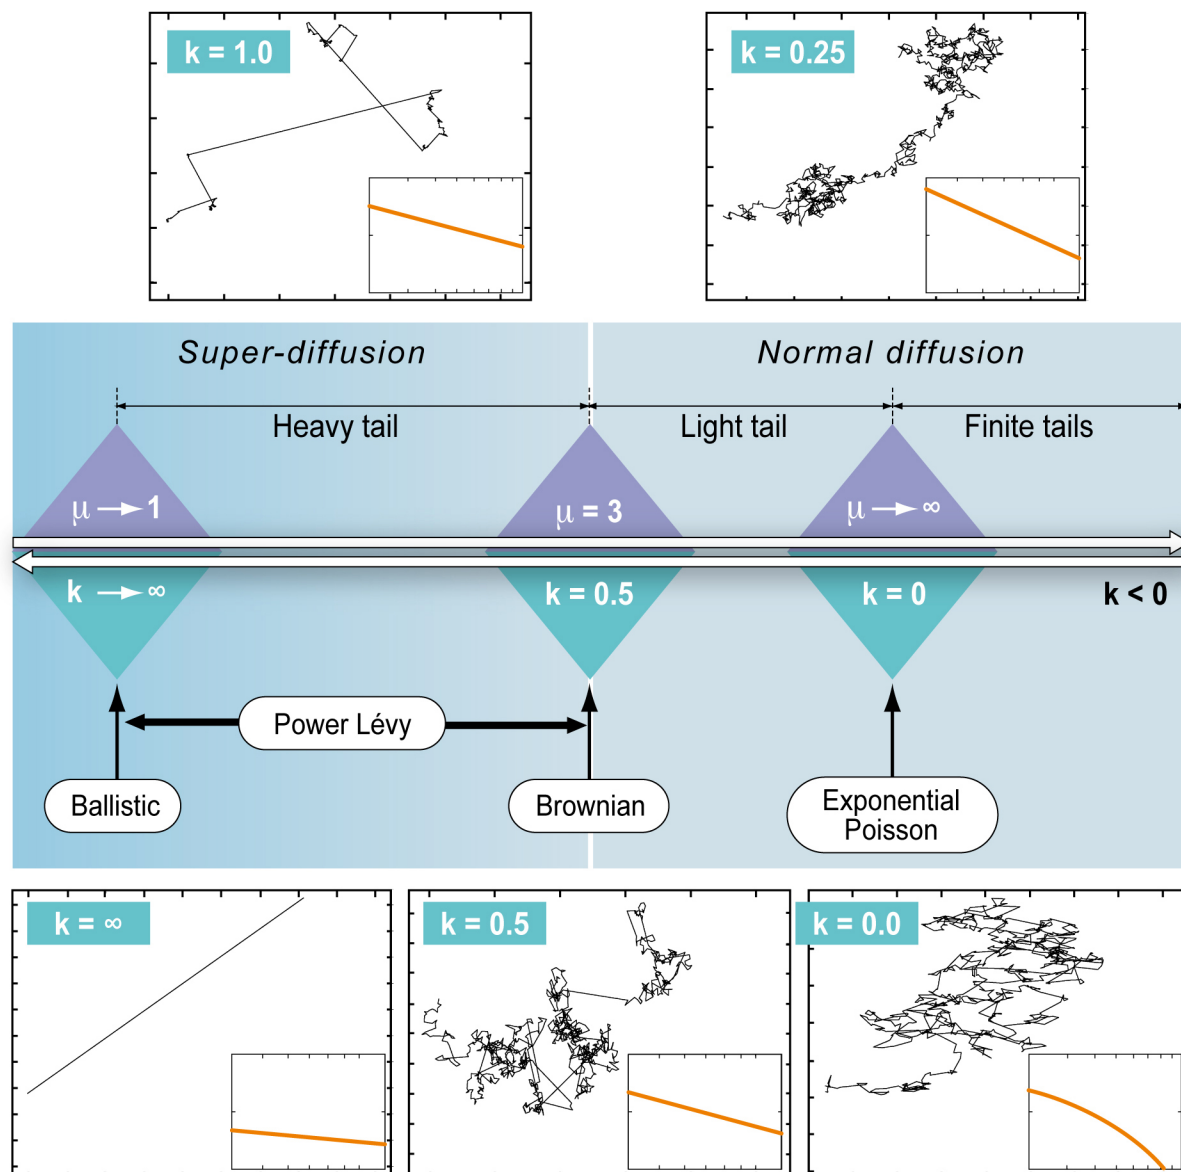 k = 1.0
k = 0.25
Super-diffusion
Normal diffusion
Heavy tail
Light tail
Finite tails
μ → 1
μ = 3
μ → ∞
k → ∞
k = 0.5
k = 0
k < 0
Power Lévy
Ballistic
Brownian
Exponential
Poisson
k = ∞
k = 0.5
k = 0.0